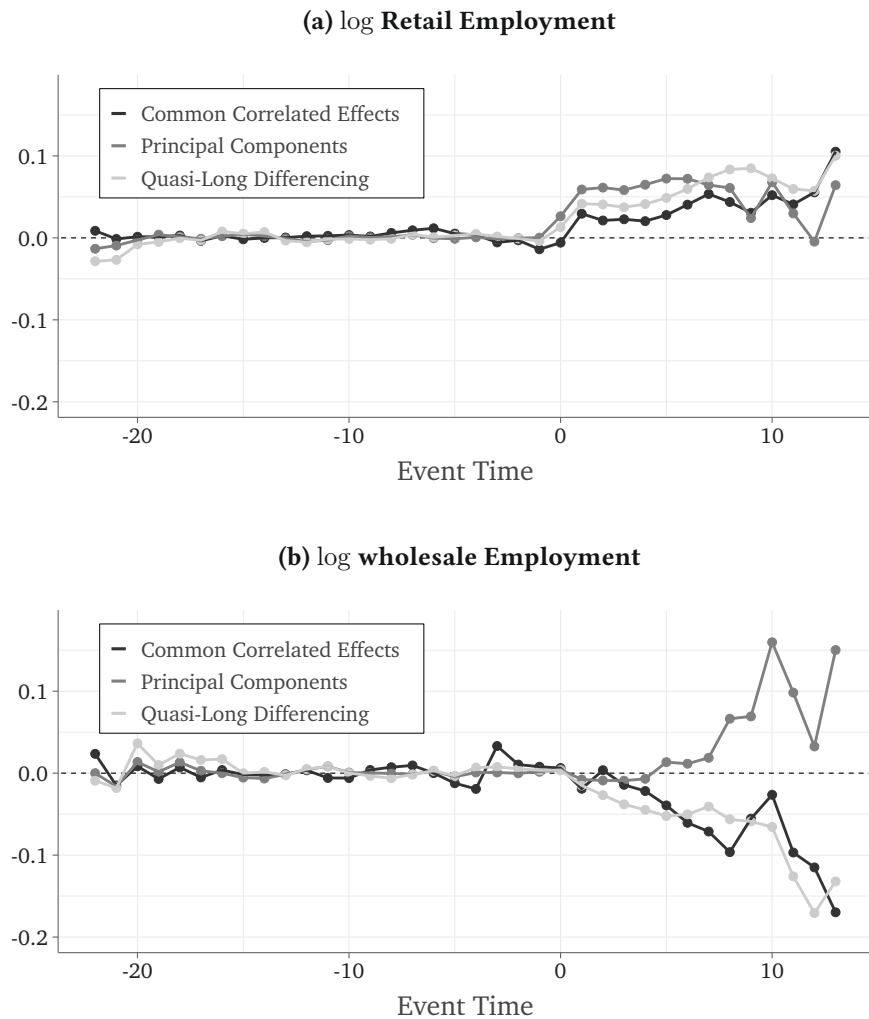 (a) log Retail Employment
Common Correlated Effects
Principal Components
Quasi-Long Differencing
0.1
0.0
-0.1
-0.2
-20 -10 0 10
Event Time
(b) log wholesale Employment
Common Correlated Effects
Principal Components
Quasi-Long Differencing
0.1
0.0
-0.1
-0.2
-20 -10 0 10
Event Time